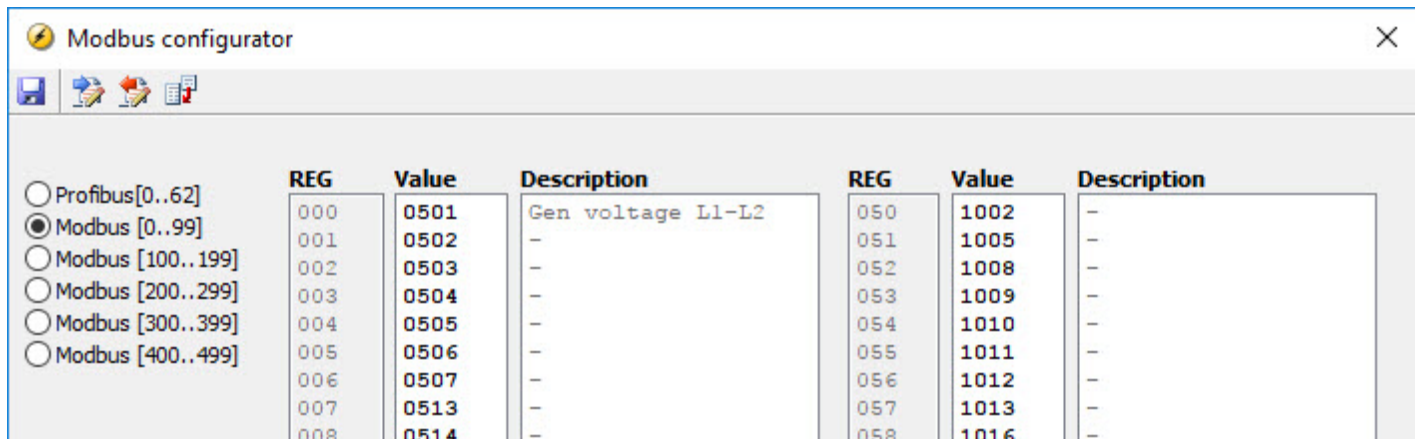 Modbus configurator
REG Value Description REG Value Description
Profibus[0..62]
Modbus [0..99]
Modbus [100..199]
Modbus [200..299]
Modbus [300..399]
Modbus [400..499]
000 0501 Gen voltage L1-L2 050 1002 -
001 0502 - 051 1005 -
002 0503 - 052 1008 -
003 0504 - 053 1009 -
004 0505 - 054 1010 -
005 0506 - 055 1011 -
006 0507 - 056 1012 -
007 0513 - 057 1013 -
008 0514 - 058 1016 -